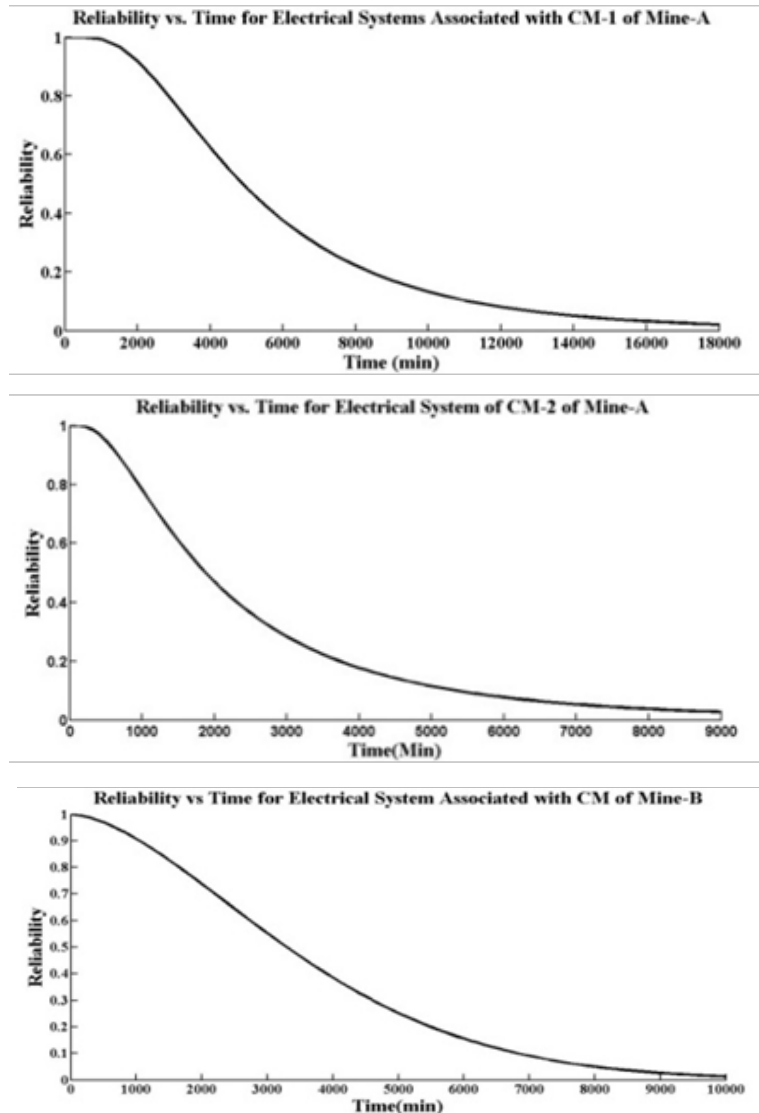 Reliability vs. Time for Electrical Systems Associated with CM-1 of Mine-A
1
0.8
0.6
0.4
0.2
0
Reliability
0 2000 4000 6000 8000 10000 12000 14000 16000 18000
Time (min)
Reliability vs. Time for Electrical System of CM-2 of Mine-A
1
0.8
0.6
0.4
0.2
0
Reliability
0 1000 2000 3000 4000 5000 6000 7000 8000 9000
Time(Min)
Reliability vs Time for Electrical System Associated with CM of Mine-B
1
0.9
0.8
0.7
0.6
0.5
0.4
0.3
0.2
0.1
0
Reliability
0 1000 2000 3000 4000 5000 6000 7000 8000 9000 10000
Time(min)